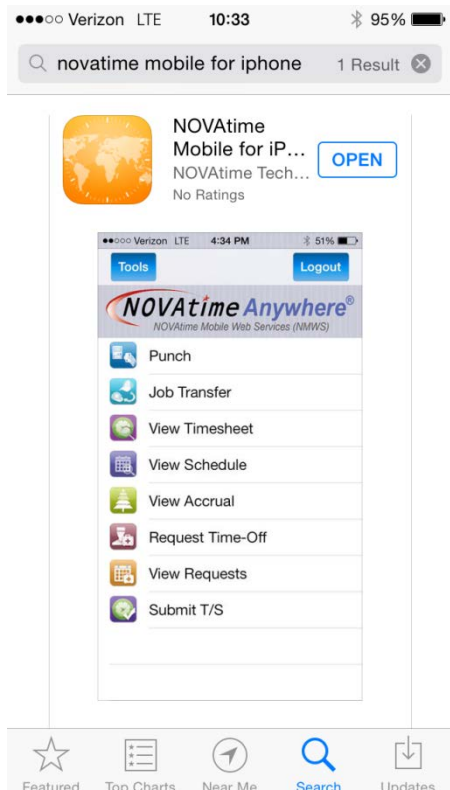 Verizon LTE 10:33 95%
novatime mobile for iphone 1 Result
NOVAtime
Mobile for iP...
OPEN
NOVAtime Tech...
No Ratings
Verizon LTE 4:34 PM 51%
Tools Logout
NOVAtime Anywhere®
NOVAtime Mobile Web Services (NMWS)
Punch
Job Transfer
View Timesheet
View Schedule
View Accrual
Request Time-Off
View Requests
Submit T/S
Featured Top Charts Near Me Search Updates